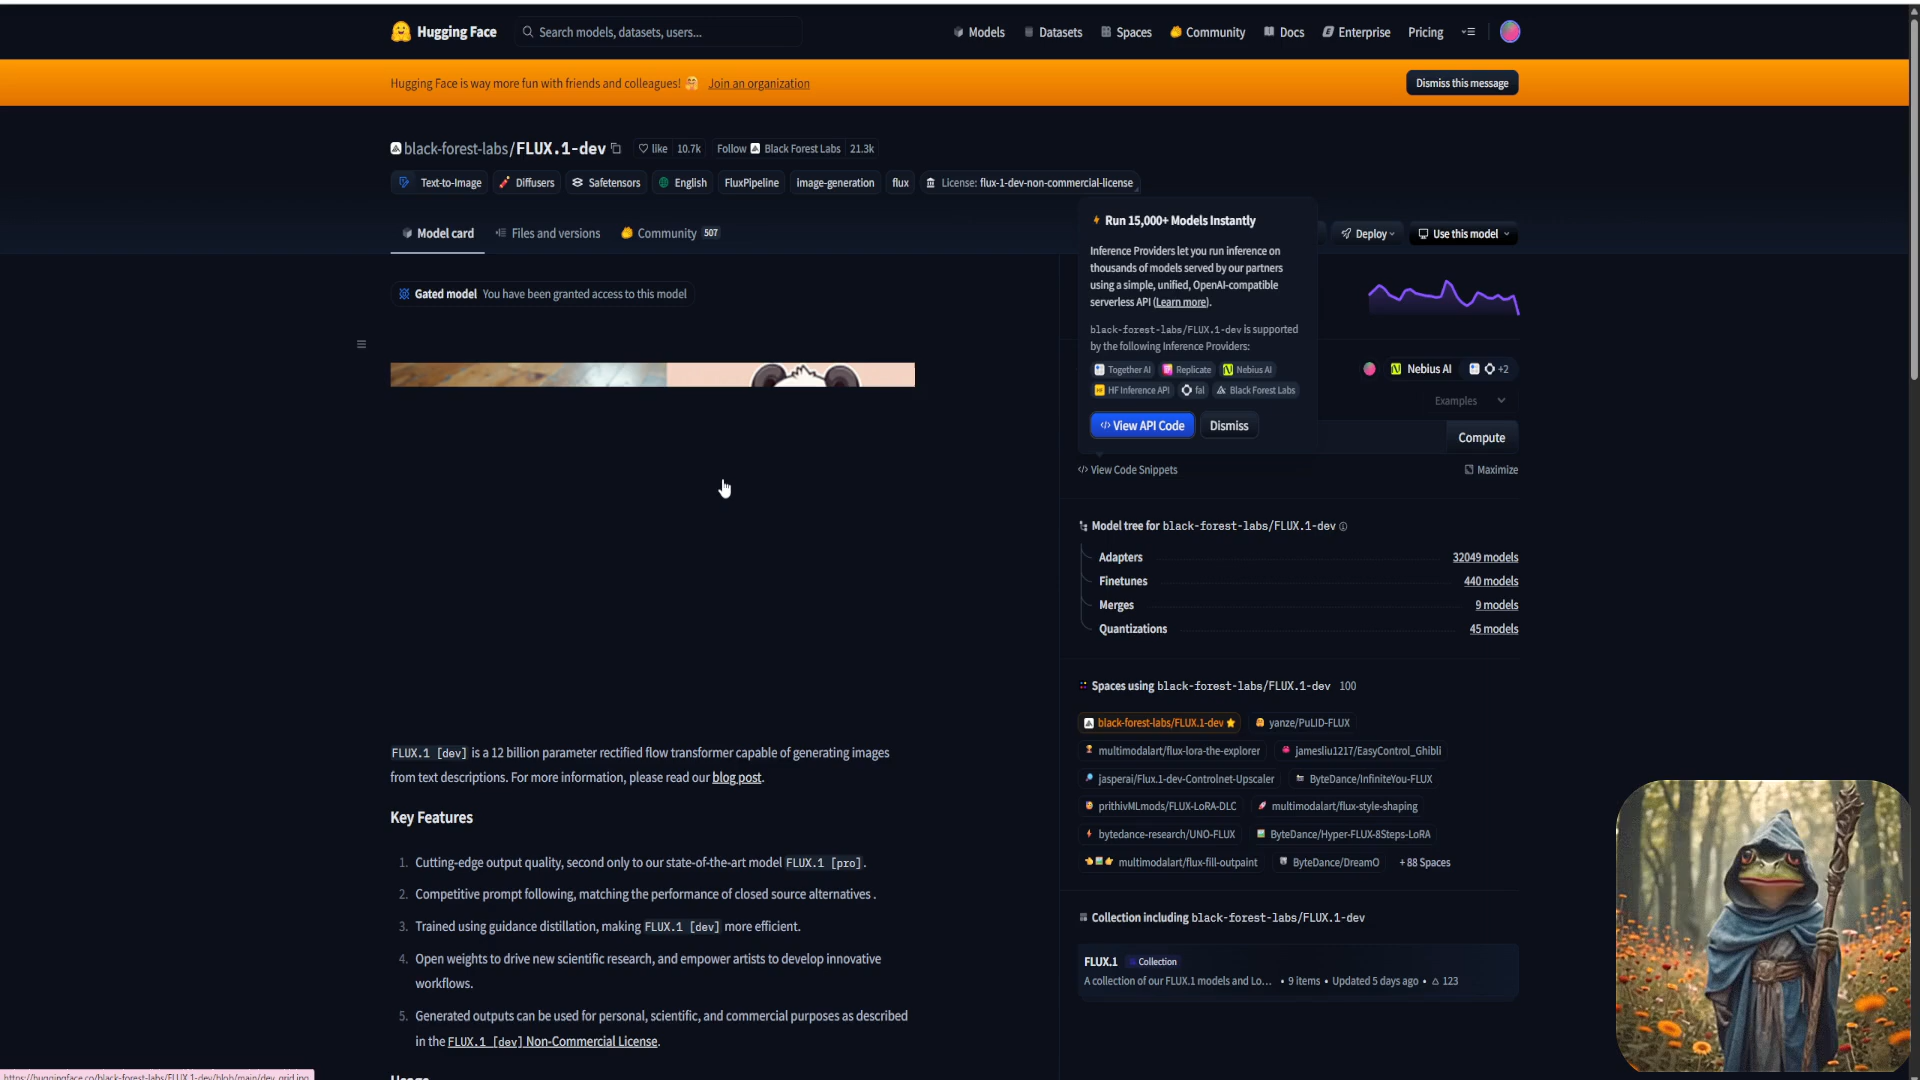 Hugging Face
Search models, datasets, users...
Models
Datasets
Spaces
Community
Docs
Enterprise
Pricing
Hugging Face is way more fun with friends and colleagues! 🤗 Join an organization
Dismiss this message
black-forest-labs/FLUX.1-dev
like 10.7k
Follow Black Forest Labs 21.3k
Text-to-Image
Diffusers
Safetensors
English
FluxPipeline
image-generation
flux
License: flux-1-dev-non-commercial-license
Model card
Files and versions
Community 507
Deploy
Use this model
Gated model You have been granted access to this model
FLUX.1 [dev] is a 12 billion parameter rectified flow transformer capable of generating images
from text descriptions. For more information, please read our blog post.
Key Features
1. Cutting-edge output quality, second only to our state-of-the-art model FLUX.1 [pro].
2. Competitive prompt following, matching the performance of closed source alternatives .
3. Trained using guidance distillation, making FLUX.1 [dev] more efficient.
4. Open weights to drive new scientific research, and empower artists to develop innovative
workflows.
5. Generated outputs can be used for personal, scientific, and commercial purposes as described
in the FLUX.1 [dev] Non-Commercial License.
Run 15,000+ Models Instantly
Inference Providers let you run inference on
thousands of models served by our partners
using a simple, unified, OpenAI-compatible
serverless API (Learn more).
black-forest-labs/FLUX.1-dev is supported
by the following Inference Providers:
Together AI
Replicate
Nebius AI
HF Inference API
fal
Black Forest Labs
View API Code
Dismiss
Nebius AI
+2
Examples
Compute
View Code Snippets
Maximize
Model tree for black-forest-labs/FLUX.1-dev
Adapters 32049 models
Finetunes 440 models
Merges 9 models
Quantizations 45 models
Spaces using black-forest-labs/FLUX.1-dev 100
black-forest-labs/FLUX.1-dev
yanze/PuLID-FLUX
multimodalart/flux-lora-the-explorer
jamesliu1217/EasyControl_Ghibli
jasperai/Flux.1-dev-Controlnet-Upscaler
ByteDance/InfiniteYou-FLUX
prithivMLmods/FLUX-LoRA-DLC
multimodalart/flux-style-shaping
bytedance-research/UNO-FLUX
ByteDance/Hyper-FLUX-8Steps-LoRA
multimodalart/flux-fill-outpaint
ByteDance/DreamO
+ 88 Spaces
Collection including black-forest-labs/FLUX.1-dev
FLUX.1 Collection
A collection of our FLUX.1 models and Lo... • 9 items • Updated 5 days ago • 123
https://huggingface.co/black-forest-labs/FLUX.1-dev/blob/main/dev_grid.jpg